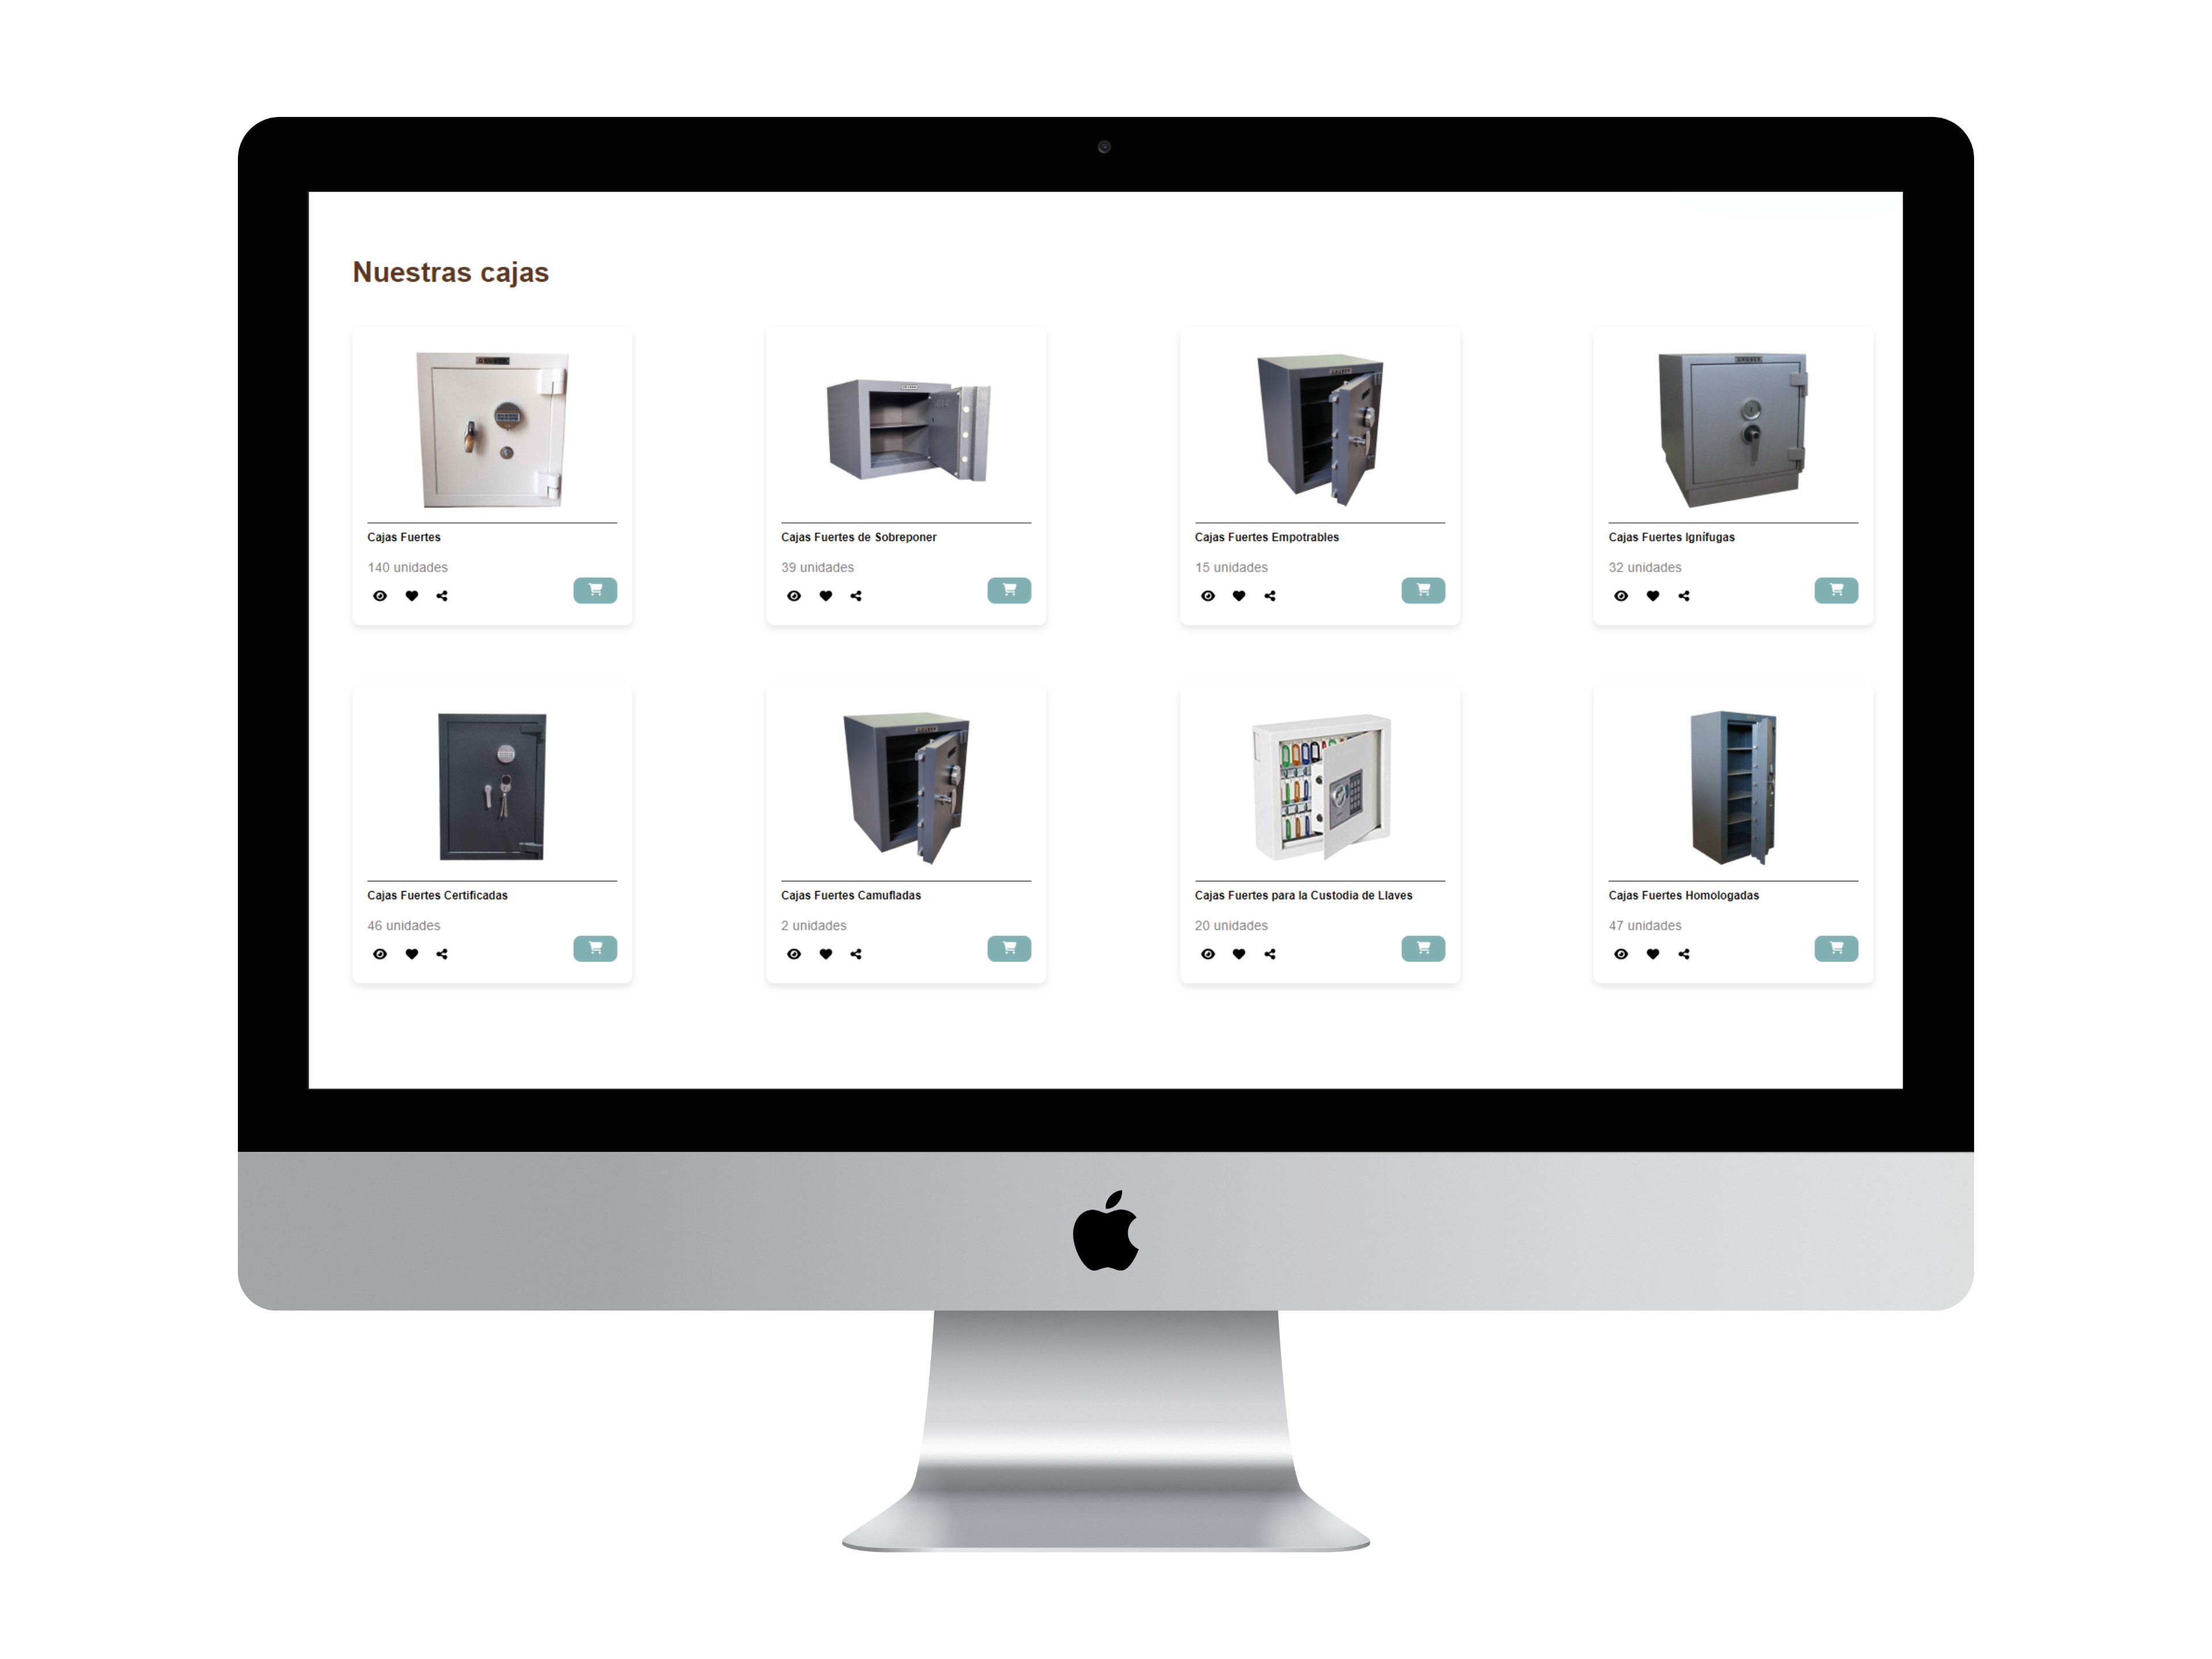 Nuestras cajas
Cajas Fuertes
140 unidades
Cajas Fuertes de Sobreponer
39 unidades
Cajas Fuertes Empotrables
15 unidades
Cajas Fuertes Ignífugas
32 unidades
Cajas Fuertes Certificadas
46 unidades
Cajas Fuertes Camufladas
2 unidades
Cajas Fuertes para la Custodia de Llaves
20 unidades
Cajas Fuertes Homologadas
47 unidades